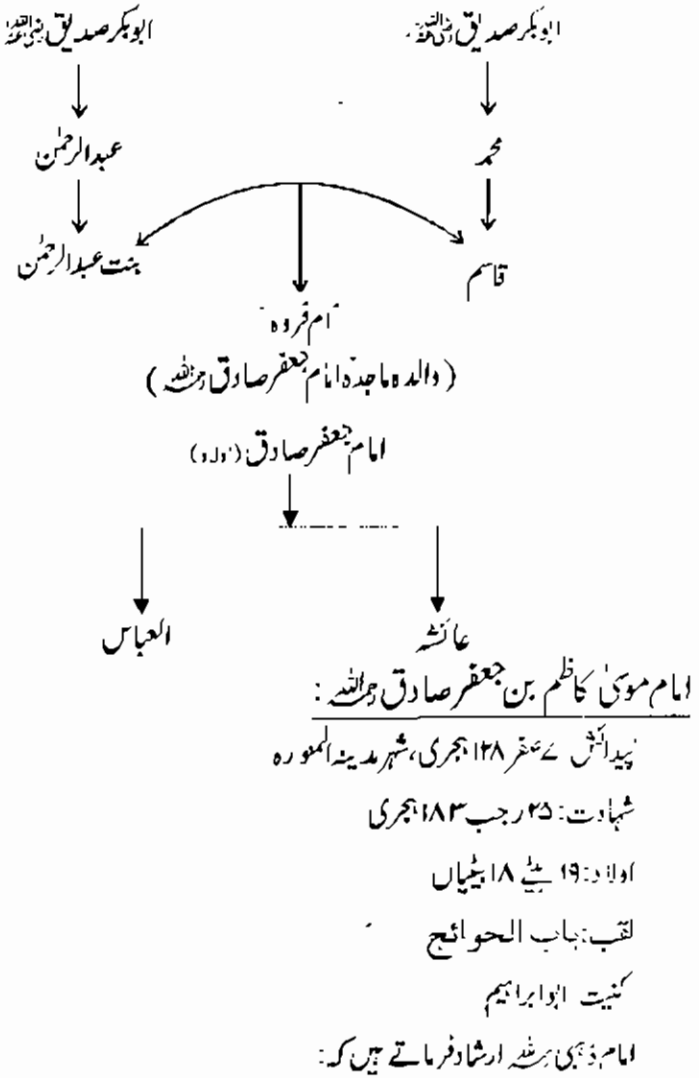 ابوبکر صدیق رضی اللہ عنہ ابوبکر صدیق رضی اللہ عنہ
محمد عبدالرحمٰن
قاسم بنت عبدالرحمٰن
"ام فروہ"
(والدہ ماجدہ امام جعفر صادق رحمہ اللہ)
امام جعفر صادق
عائشہ العباس
امام موسیٰ کاظم بن جعفر صادق رحمہ اللہ:
پیدائش ۷ صفر ۱۲۸ ہجری، شہر مدینہ المنورہ
شہادت: ۲۵ رجب ۱۸۳ ہجری
اولاد: ۱۹ بیٹے ۱۸ بیٹیاں
لقب: باب الحوائج
کنیت ابو ابراہیم
امام ذہبی رحمہ اللہ ارشاد فرماتے ہیں کہ: